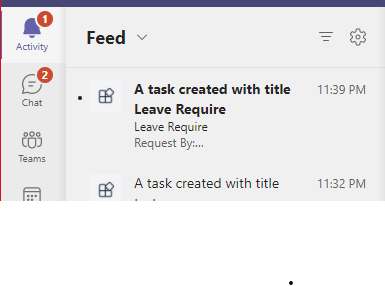 1
Activity
2
Chat
Teams
Feed
A task created with title 11:39 PM
Leave Require
Leave Require
Request By:...
A task created with title 11:32 PM